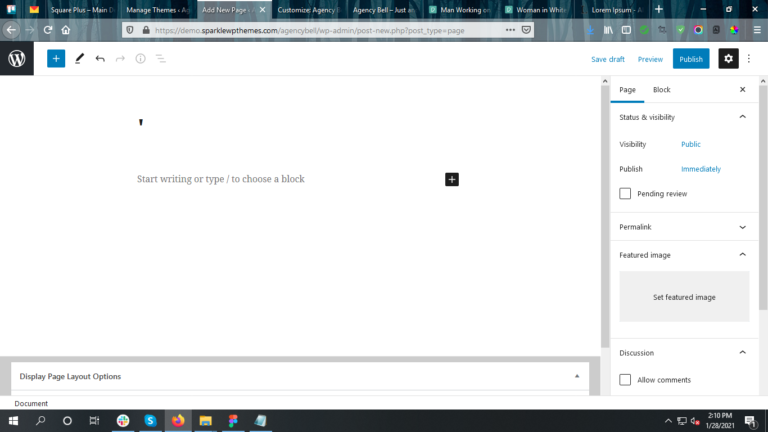 Square Plus – Main D
Manage Themes ‹ Ag
Add New Page ‹ A
Customize: Agency B
Agency Bell – Just an
Man Working on
Woman in White
Lorem Ipsum - A
https://demo.sparklewpthemes.com/agencybell/wp-admin/post-new.php?post_type=page
Save draft
Preview
Publish
Page
Block
Status & visibility
'
Visibility
Public
Publish
Immediately
Start writing or type / to choose a block
Pending review
Permalink
Featured image
Set featured image
Discussion
Display Page Layout Options
Allow comments
Document
2:10 PM
1/28/2021